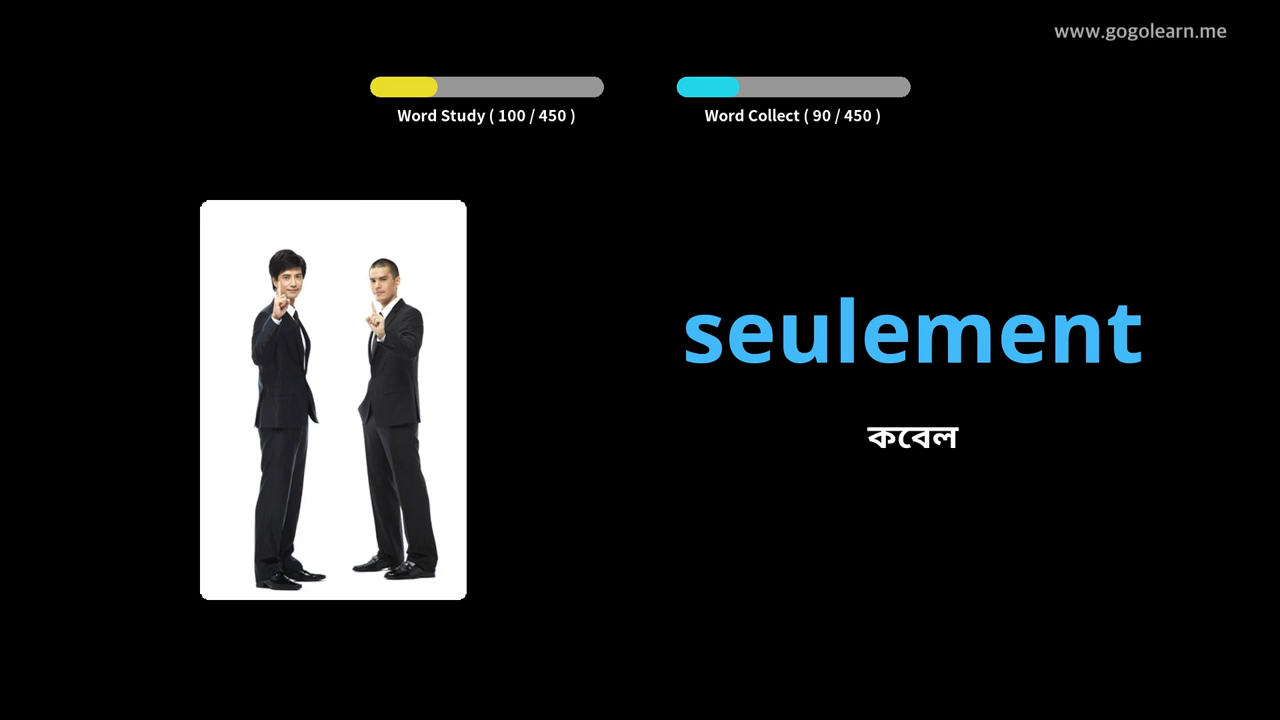 www.gogolearn.me
Word Study ( 100 / 450 )
Word Collect ( 90 / 450 )
seulement
কবেল